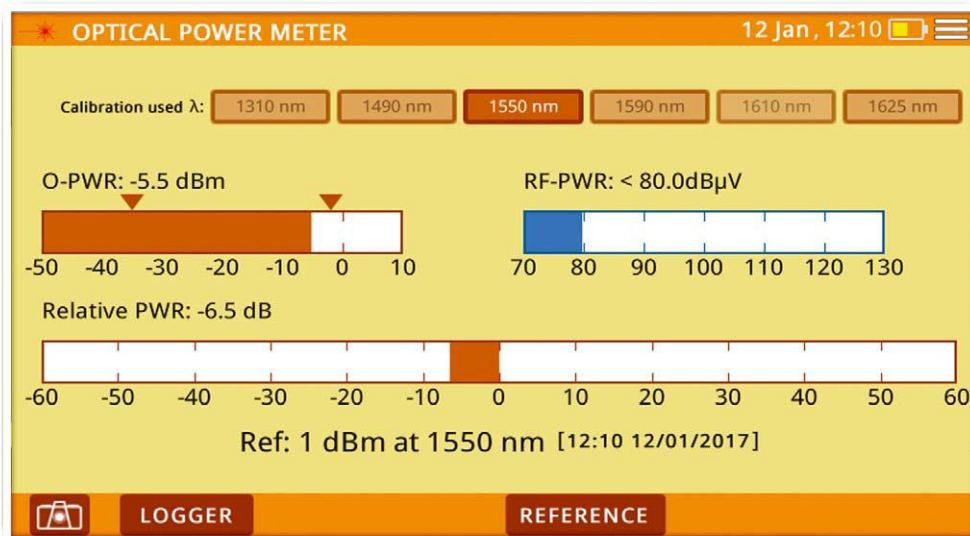 OPTICAL POWER METER 12 Jan , 12:10
Calibration used λ: 1310 nm 1490 nm 1550 nm 1590 nm 1610 nm 1625 nm
O-PWR: -5.5 dBm RF-PWR: < 80.0dBµV
-50 -40 -30 -20 -10 0 10 70 80 90 100 110 120 130
Relative PWR: -6.5 dB
-60 -50 -40 -30 -20 -10 0 10 20 30 40 50 60
Ref: 1 dBm at 1550 nm [12:10 12/01/2017]
LOGGER REFERENCE